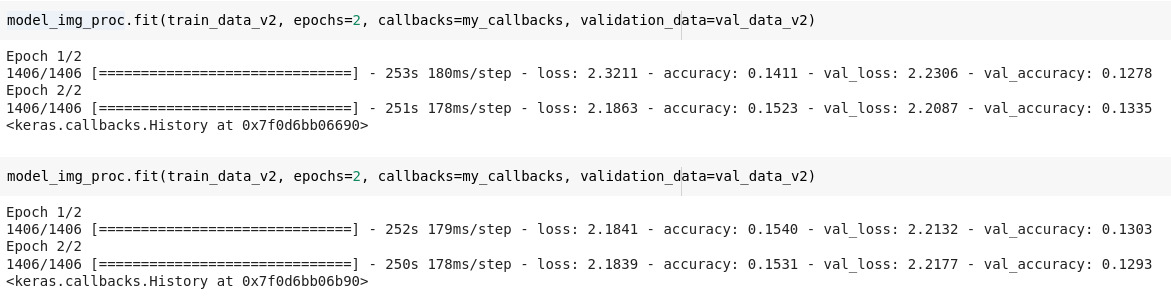 model_img_proc.fit(train_data_v2, epochs=2, callbacks=my_callbacks, validation_data=val_data_v2)
Epoch 1/2
1406/1406 [==============================] - 253s 180ms/step - loss: 2.3211 - accuracy: 0.1411 - val_loss: 2.2306 - val_accuracy: 0.1278
Epoch 2/2
1406/1406 [==============================] - 251s 178ms/step - loss: 2.1863 - accuracy: 0.1523 - val_loss: 2.2087 - val_accuracy: 0.1335
<keras.callbacks.History at 0x7f0d6bb06690>
model_img_proc.fit(train_data_v2, epochs=2, callbacks=my_callbacks, validation_data=val_data_v2)
Epoch 1/2
1406/1406 [==============================] - 252s 179ms/step - loss: 2.1841 - accuracy: 0.1540 - val_loss: 2.2132 - val_accuracy: 0.1303
Epoch 2/2
1406/1406 [==============================] - 250s 178ms/step - loss: 2.1839 - accuracy: 0.1531 - val_loss: 2.2177 - val_accuracy: 0.1293
<keras.callbacks.History at 0x7f0d6bb06b90>